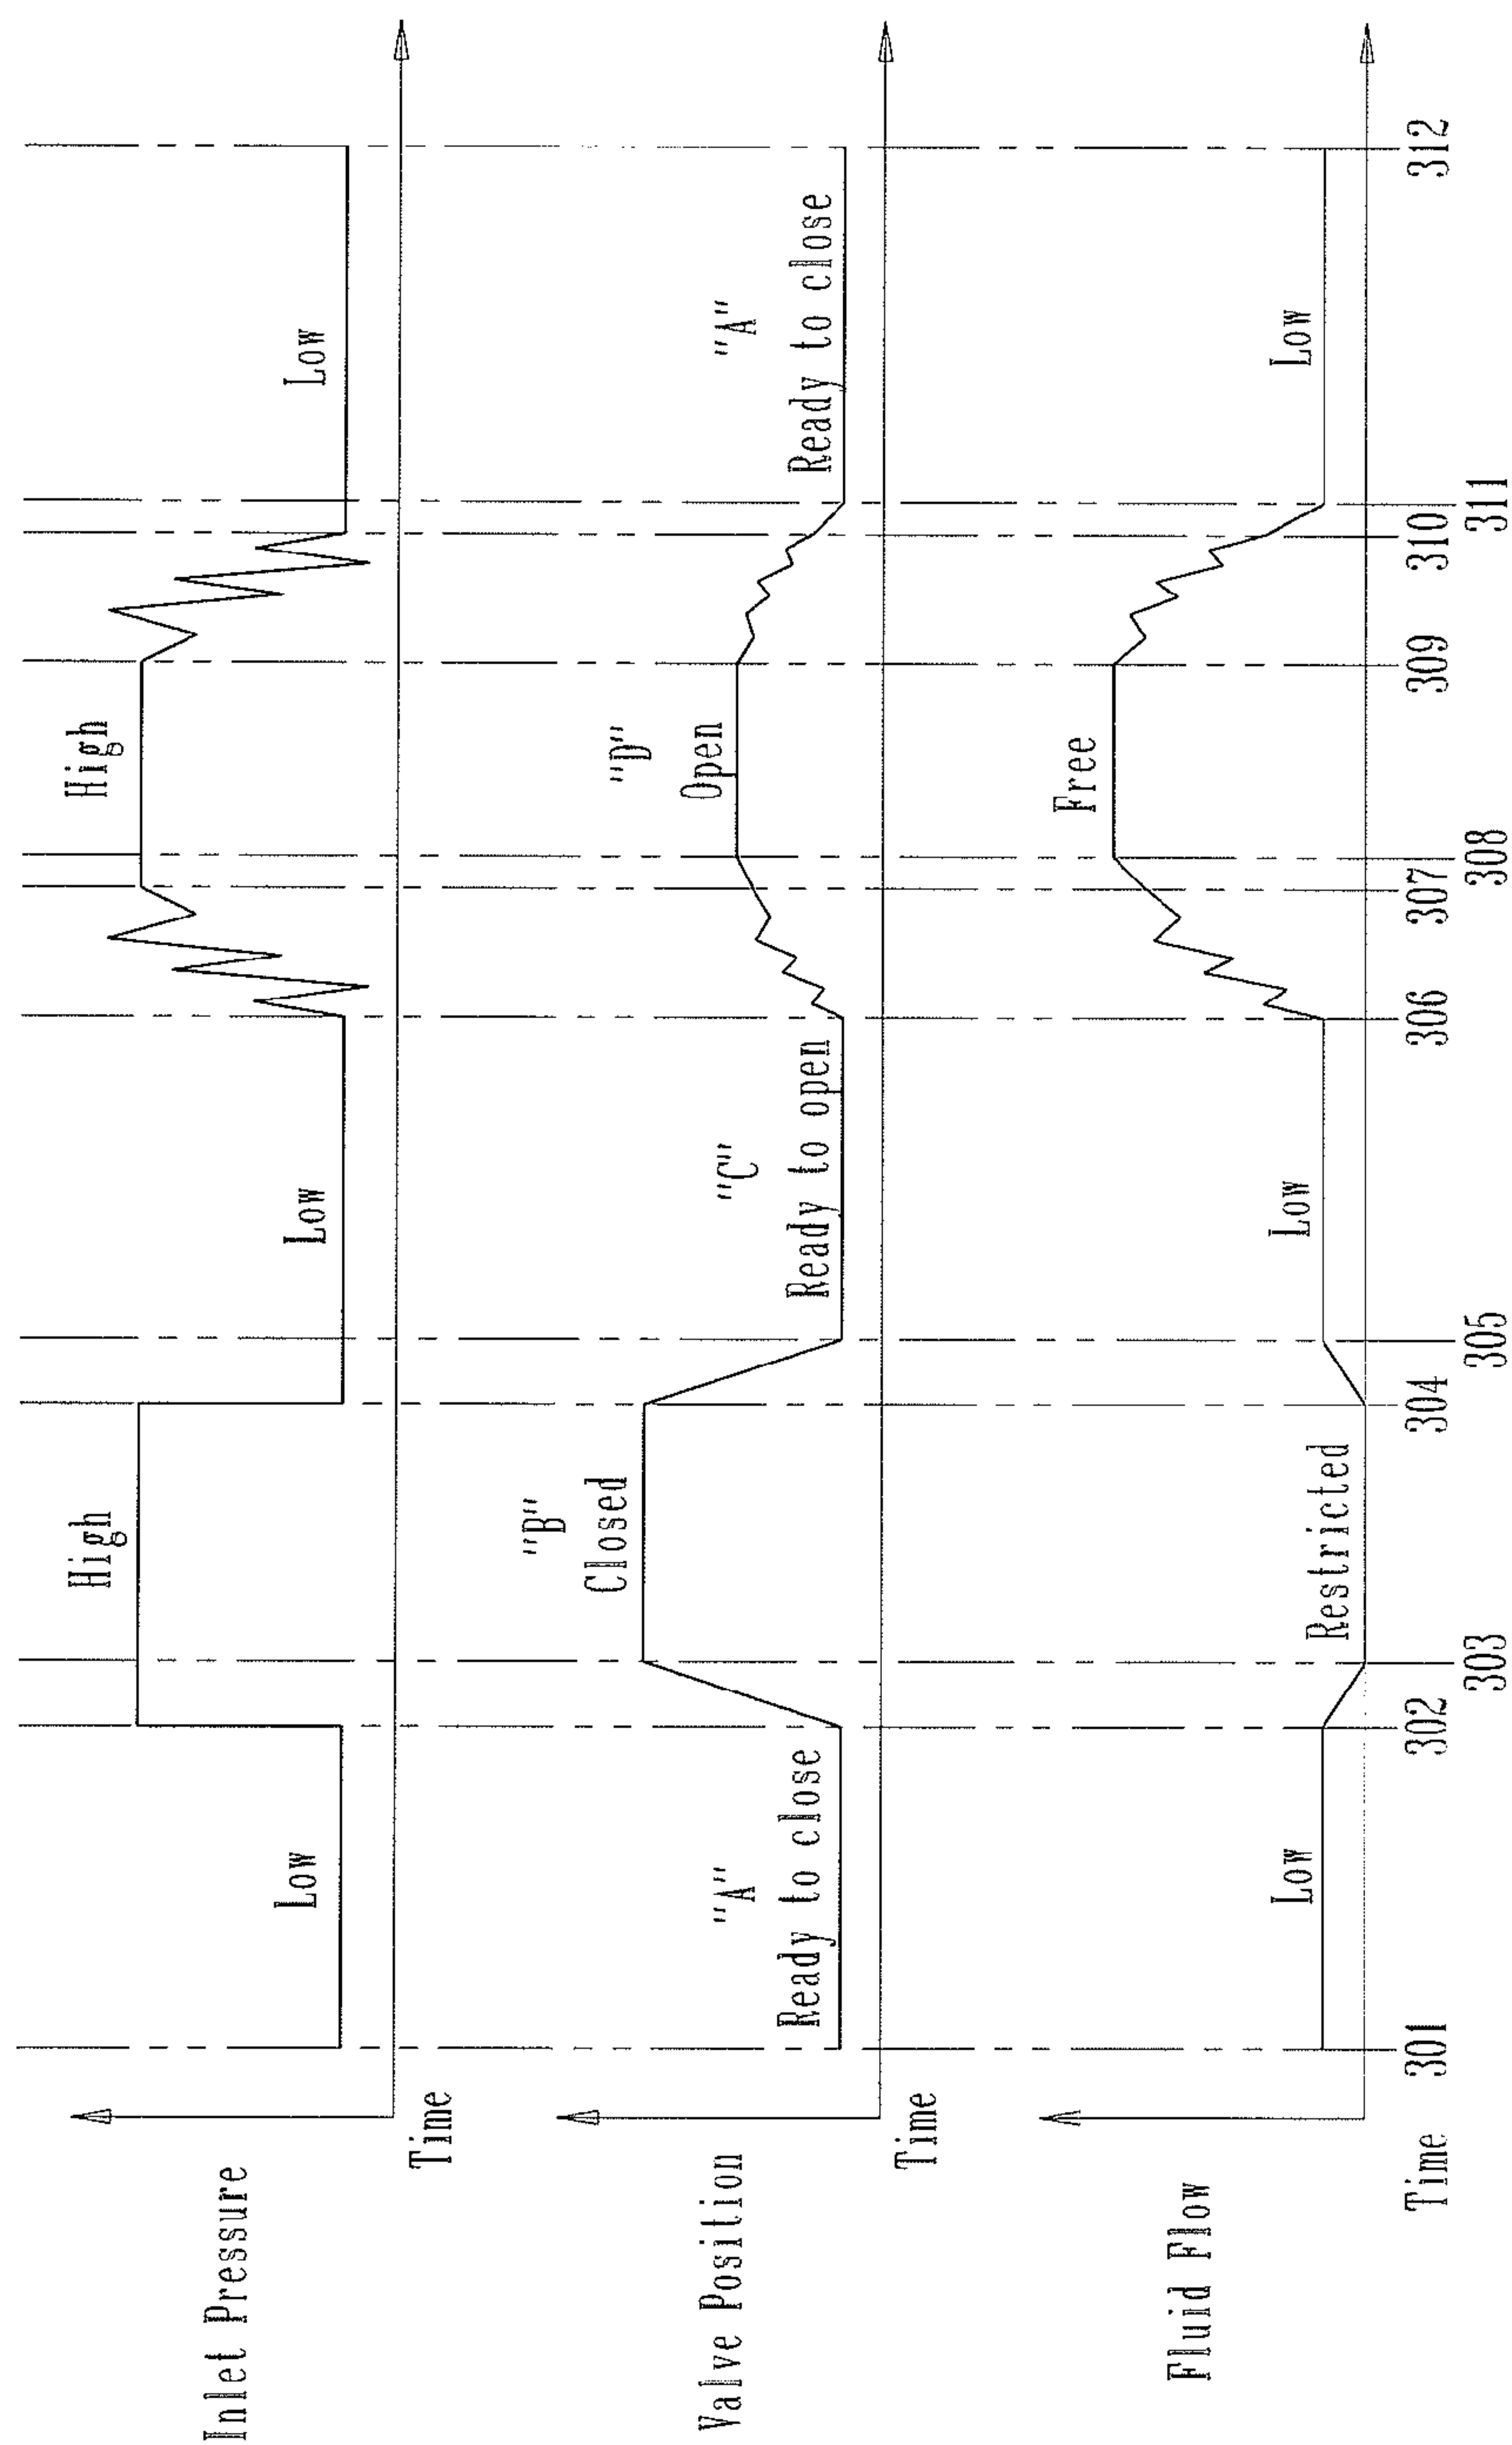 Inlet Pressure
Low
High
Low
High
Low
Time
Valve Position
"A"
Ready to close
"B"
Closed
"C"
Ready to open
"D"
Open
"A"
Ready to close
Time
Fluid Flow
Low
Restricted
Low
Free
Low
Time
301
302
303
304
305
306
307
308
309
310
311
312